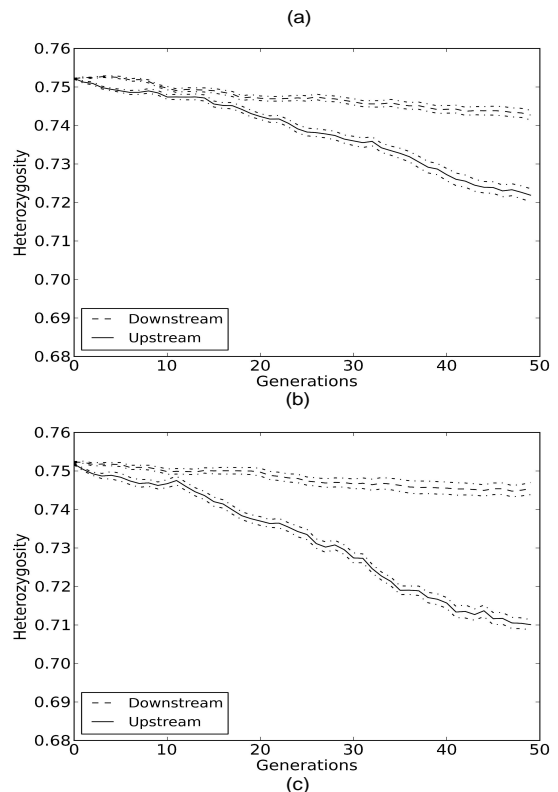 (a)
0.76
0.75
0.74
0.73
0.72
0.71
0.70
0.69
0.68
Heterozygosity
Downstream
Upstream
0 10 20 30 40 50
Generations
(b)
0.76
0.75
0.74
0.73
0.72
0.71
0.70
0.69
0.68
Heterozygosity
Downstream
Upstream
0 10 20 30 40 50
Generations
(c)